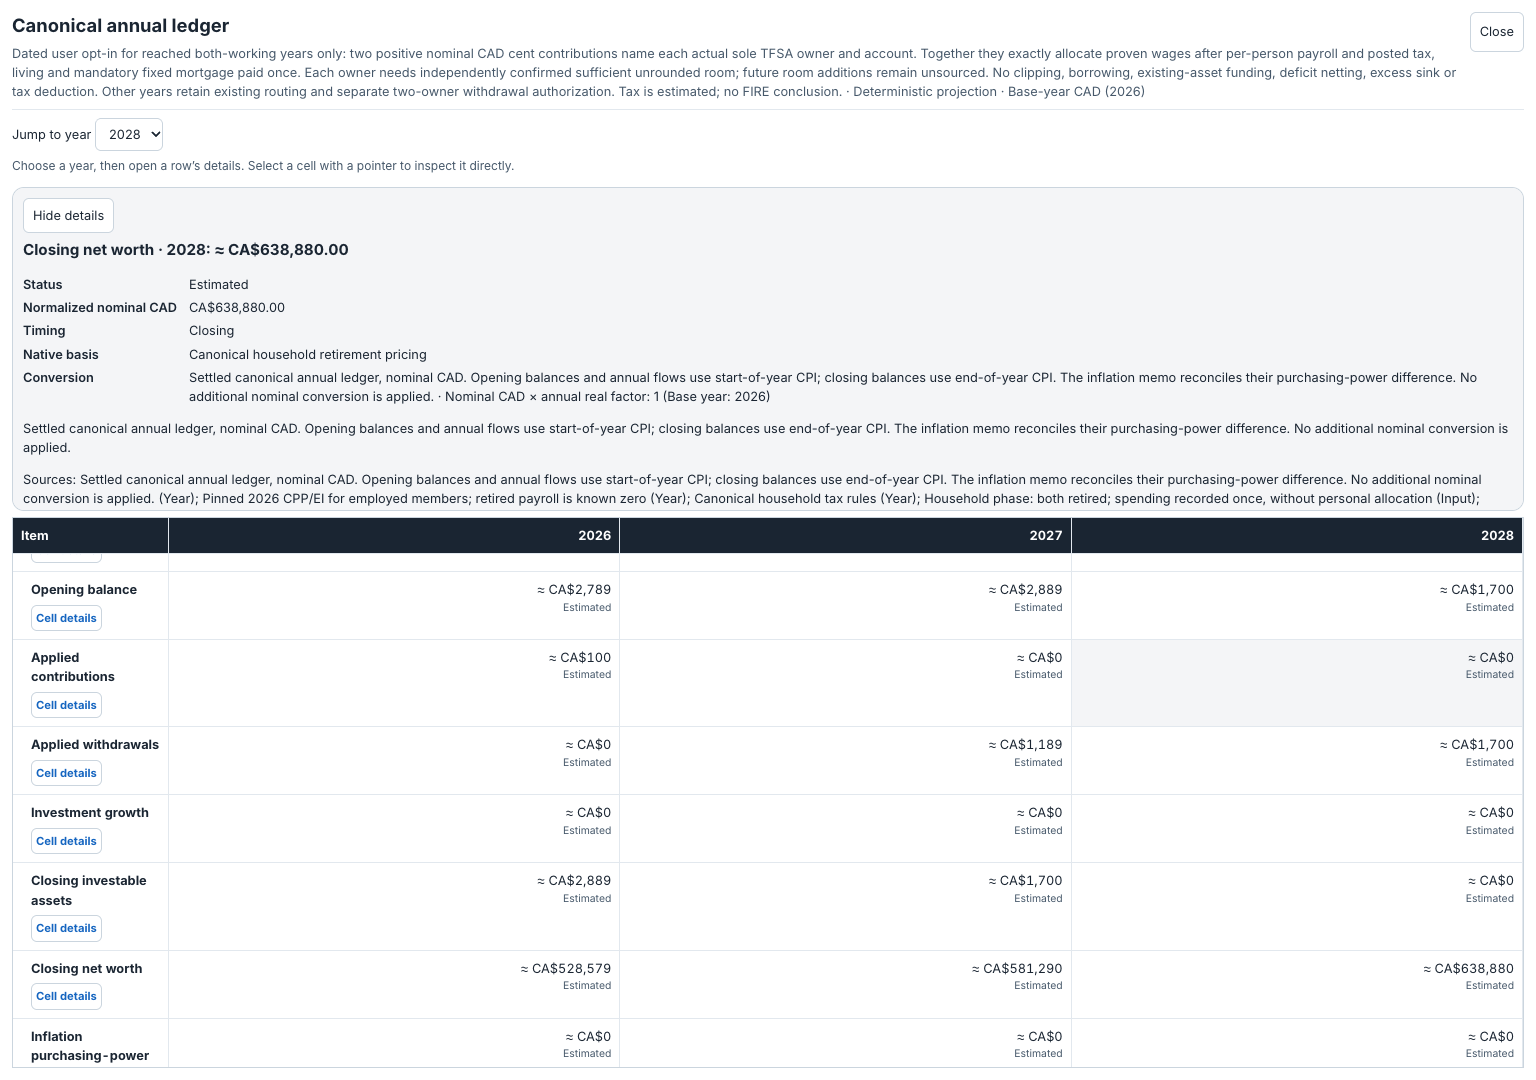 Canonical annual ledger
Close
Dated user opt-in for reached both-working years only: two positive nominal CAD cent contributions name each actual sole TFSA owner and account. Together they exactly allocate proven wages after per-person payroll and posted tax,
living and mandatory fixed mortgage paid once. Each owner needs independently confirmed sufficient unrounded room; future room additions remain unsourced. No clipping, borrowing, existing-asset funding, deficit netting, excess sink or
tax deduction. Other years retain existing routing and separate two-owner withdrawal authorization. Tax is estimated; no FIRE conclusion. · Deterministic projection · Base-year CAD (2026)
Jump to year 2028
Choose a year, then open a row's details. Select a cell with a pointer to inspect it directly.
Hide details
Closing net worth · 2028: ≈ CA$638,880.00
Status Estimated
Normalized nominal CAD CA$638,880.00
Timing Closing
Native basis Canonical household retirement pricing
Conversion Settled canonical annual ledger, nominal CAD. Opening balances and annual flows use start-of-year CPI; closing balances use end-of-year CPI. The inflation memo reconciles their purchasing-power difference. No
additional nominal conversion is applied. · Nominal CAD × annual real factor: 1 (Base year: 2026)
Settled canonical annual ledger, nominal CAD. Opening balances and annual flows use start-of-year CPI; closing balances use end-of-year CPI. The inflation memo reconciles their purchasing-power difference. No additional nominal conversion is
applied.
Sources: Settled canonical annual ledger, nominal CAD. Opening balances and annual flows use start-of-year CPI; closing balances use end-of-year CPI. The inflation memo reconciles their purchasing-power difference. No additional nominal
conversion is applied. (Year); Pinned 2026 CPP/EI for employed members; retired payroll is known zero (Year); Canonical household tax rules (Year); Household phase: both retired; spending recorded once, without personal allocation (Input);
Item 2026 2027 2028
Opening balance ≈ CA$2,789 ≈ CA$2,889 ≈ CA$1,700
Estimated Estimated Estimated
Cell details
Applied ≈ CA$100 ≈ CA$0 ≈ CA$0
contributions Estimated Estimated Estimated
Cell details
Applied withdrawals ≈ CA$0 ≈ CA$1,189 ≈ CA$1,700
Estimated Estimated Estimated
Cell details
Investment growth ≈ CA$0 ≈ CA$0 ≈ CA$0
Estimated Estimated Estimated
Cell details
Closing investable ≈ CA$2,889 ≈ CA$1,700 ≈ CA$0
assets Estimated Estimated Estimated
Cell details
Closing net worth ≈ CA$528,579 ≈ CA$581,290 ≈ CA$638,880
Estimated Estimated Estimated
Cell details
Inflation ≈ CA$0 ≈ CA$0 ≈ CA$0
purchasing-power Estimated Estimated Estimated